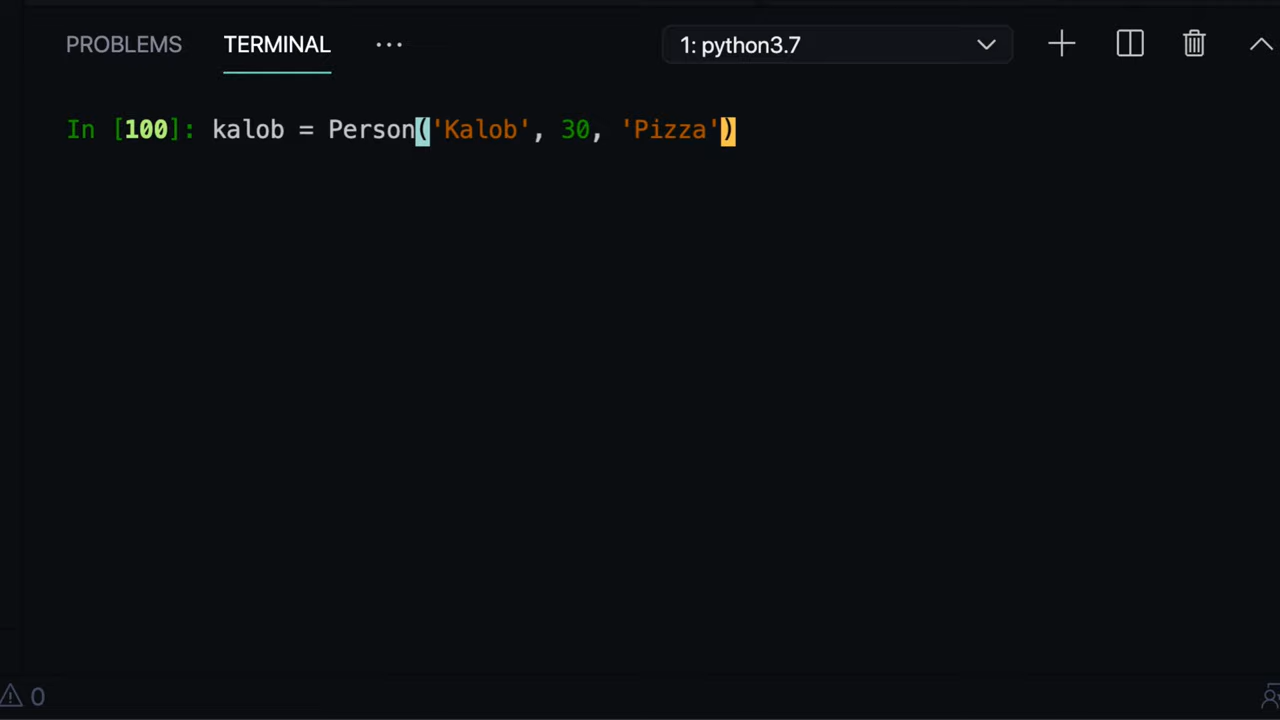 PROBLEMS TERMINAL ··· 1: python3.7
In [100]: kalob = Person('Kalob', 30, 'Pizza')
0